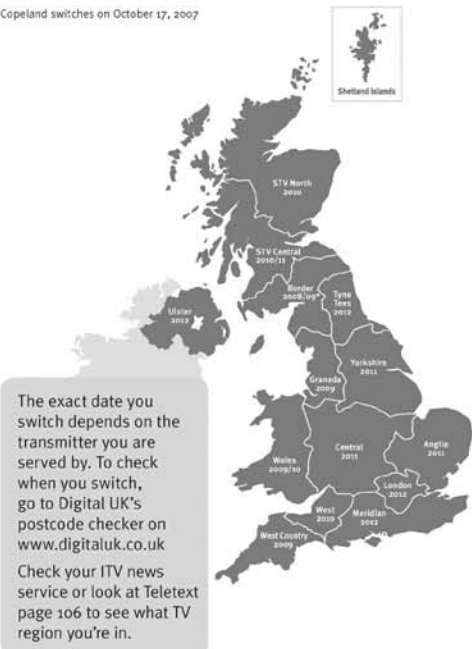 Copeland switches on October 17, 2007
Shetland Islands
STV North
2010
STV Central
2010/11
Border
2008/09*
Tyne
Tees
2012
Ulster
2012
Granada
2009
Yorkshire
2011
Wales
2009/10
Central
2011
Anglia
2011
London
2012
West
2010
Meridian
2012
West Country
2009
The exact date you
switch depends on the
transmitter you are
served by. To check
when you switch,
go to Digital UK's
postcode checker on
www.digitaluk.co.uk
Check your ITV news
service or look at Teletext
page 106 to see what TV
region you're in.